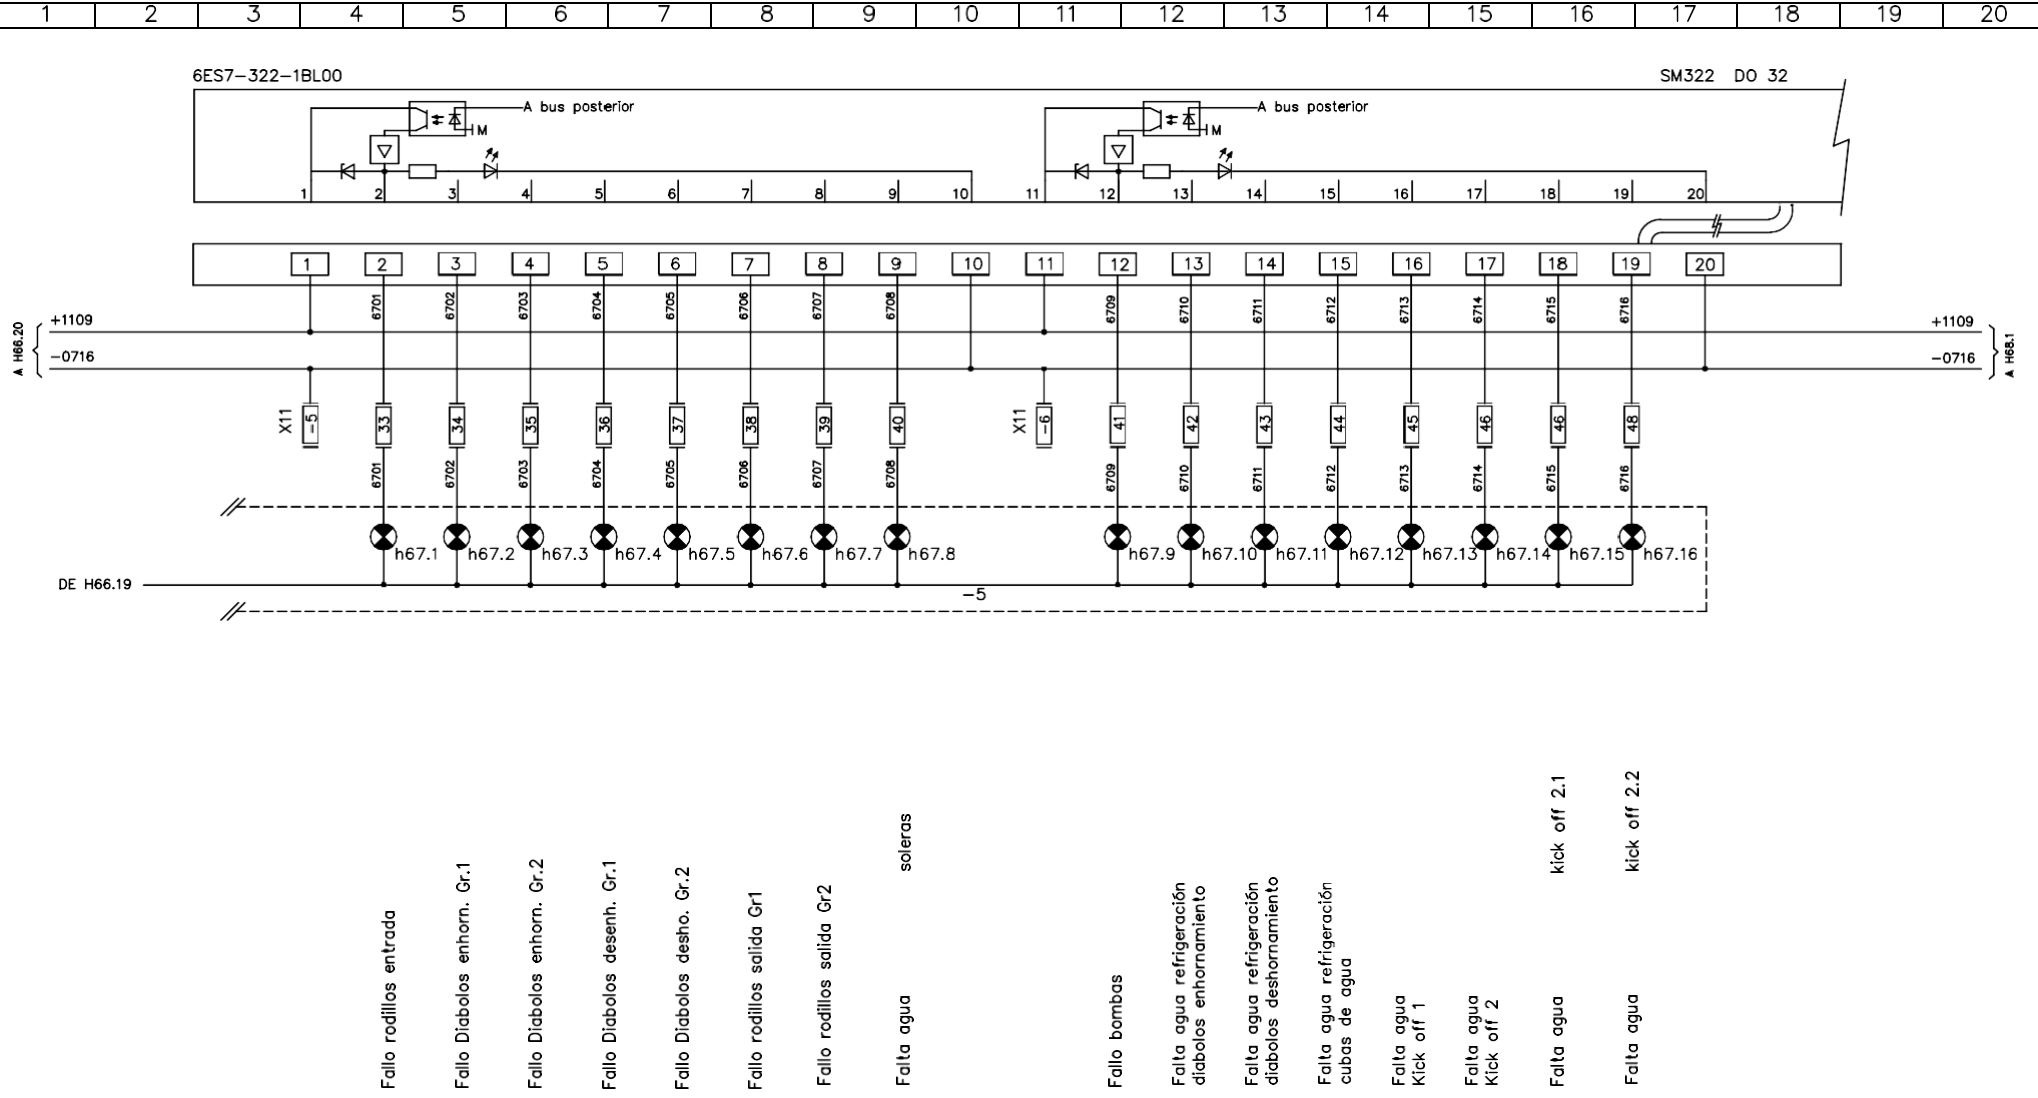 1 2 3 4 5 6 7 8 9 10 11 12 13 14 15 16 17 18 19 20
6ES7-322-1BL00 SM322 DO 32
A bus posterior A bus posterior
M M
1 2 3 4 5 6 7 8 9 10 11 12 13 14 15 16 17 18 19 20
1 2 3 4 5 6 7 8 9 10 11 12 13 14 15 16 17 18 19 20
6701 6702 6703 6704 6705 6706 6707 6708 6709 6710 6711 6712 6713 6714 6715 6716
+1109 +1109
A H66.20 A H68.1
-0716 -0716
X11 -5 33 34 35 36 37 38 39 40 X11 -6 41 42 43 44 45 46 46 48
6701 6702 6703 6704 6705 6706 6707 6708 6709 6710 6711 6712 6713 6714 6715 6716
h67.1 h67.2 h67.3 h67.4 h67.5 h67.6 h67.7 h67.8 h67.9 h67.10 h67.11 h67.12 h67.13 h67.14 h67.15 h67.16
DE H66.19
-5
Fallo rodillos entrada
Fallo Diabolos enhorn. Gr.1
Fallo Diabolos enhorn. Gr.2
Fallo Diabolos desenh. Gr.1
Fallo Diabolos desho. Gr.2
Fallo rodillos salida Gr1
Fallo rodillos salida Gr2
Falta agua soleras
Fallo bombas
Falta agua refrigeración
diabolos enhornamiento
Falta agua refrigeración
diabolos deshornamiento
Falta agua refrigeración
cubas de agua
Falta agua
Kick off 1
Falta agua
Kick off 2
Falta agua kick off 2.1
Falta agua kick off 2.2